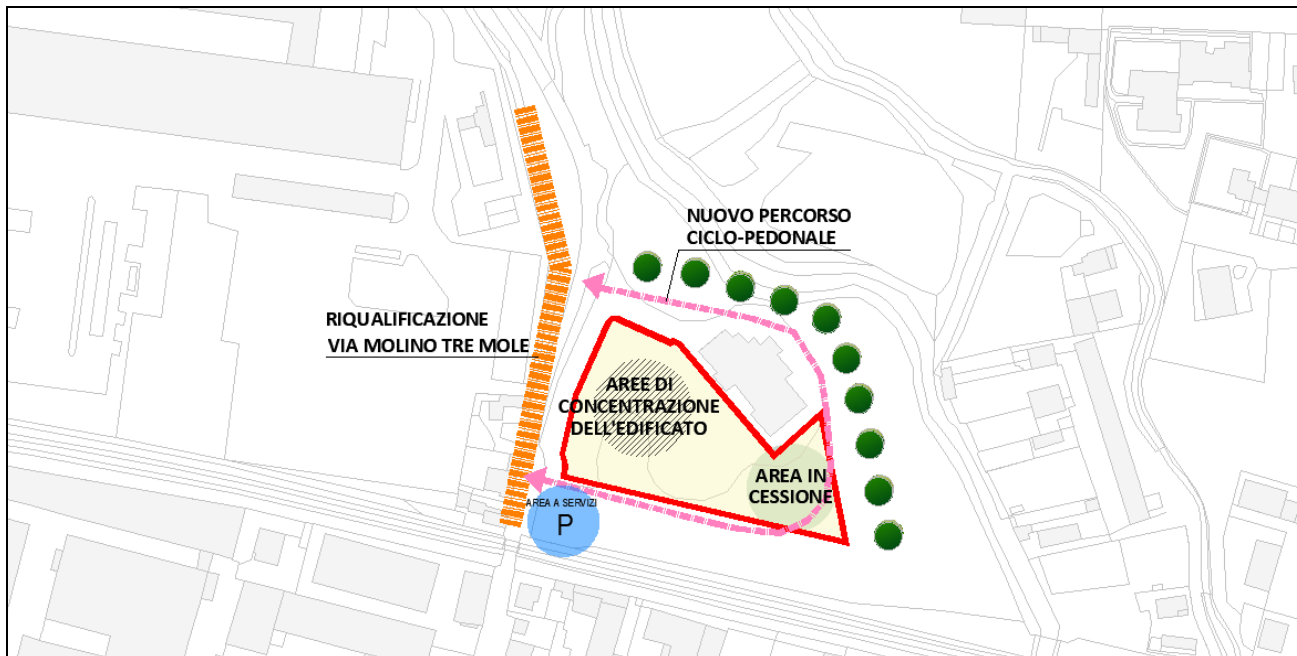 NUOVO PERCORSO
CICLO-PEDONALE
RIQUALIFICAZIONE
VIA MOLINO TRE MOLE
AREE DI
CONCENTRAZIONE
DELL'EDIFICATO
AREA IN
CESSIONE
AREA A SERVIZI
P